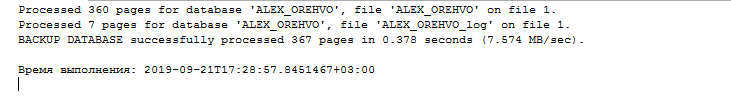 Processed 360 pages for database 'ALEX_OREHVO', file 'ALEX_OREHVO' on file 1.
Processed 7 pages for database 'ALEX_OREHVO', file 'ALEX_OREHVO_log' on file 1.
BACKUP DATABASE successfully processed 367 pages in 0.378 seconds (7.574 MB/sec).
Время выполнения: 2019-09-21T17:28:57.8451467+03:00